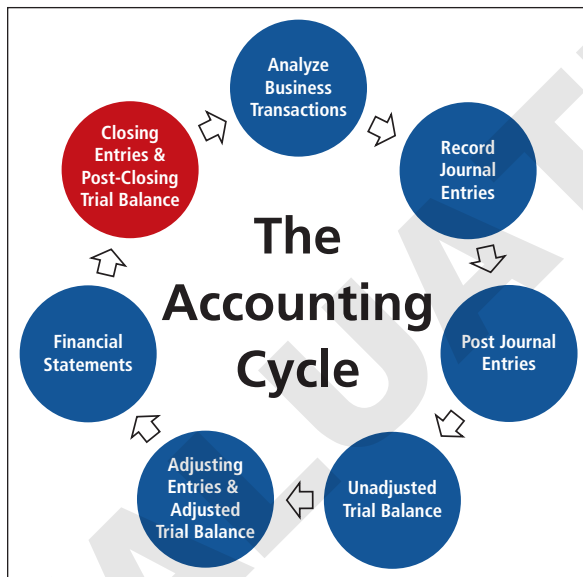 Analyze
Business
Transactions
Record
Journal
Entries
Post Journal
Entries
Unadjusted
Trial Balance
Adjusting
Entries &
Adjusted
Trial Balance
Financial
Statements
Closing
Entries &
Post-Closing
Trial Balance
The
Accounting
Cycle